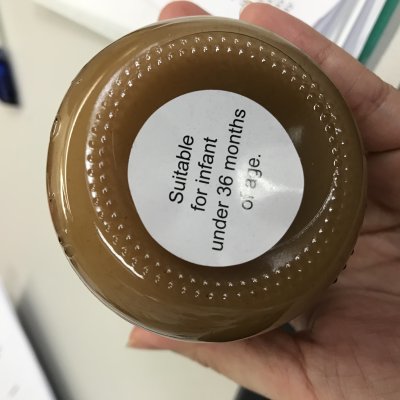 Suitable
for infant
under 36 months
of age.